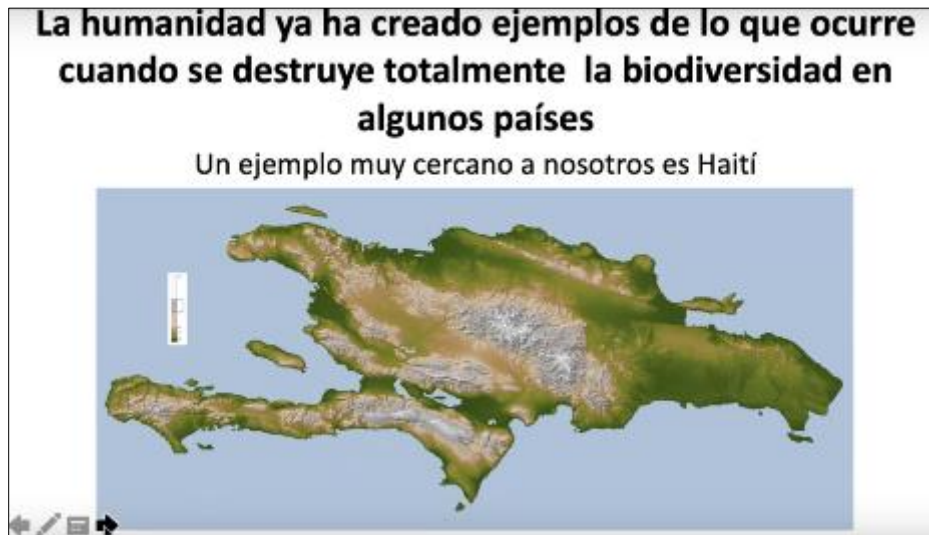 La humanidad ya ha creado ejemplos de lo que ocurre
cuando se destruye totalmente la biodiversidad en
algunos países
Un ejemplo muy cercano a nosotros es Haití